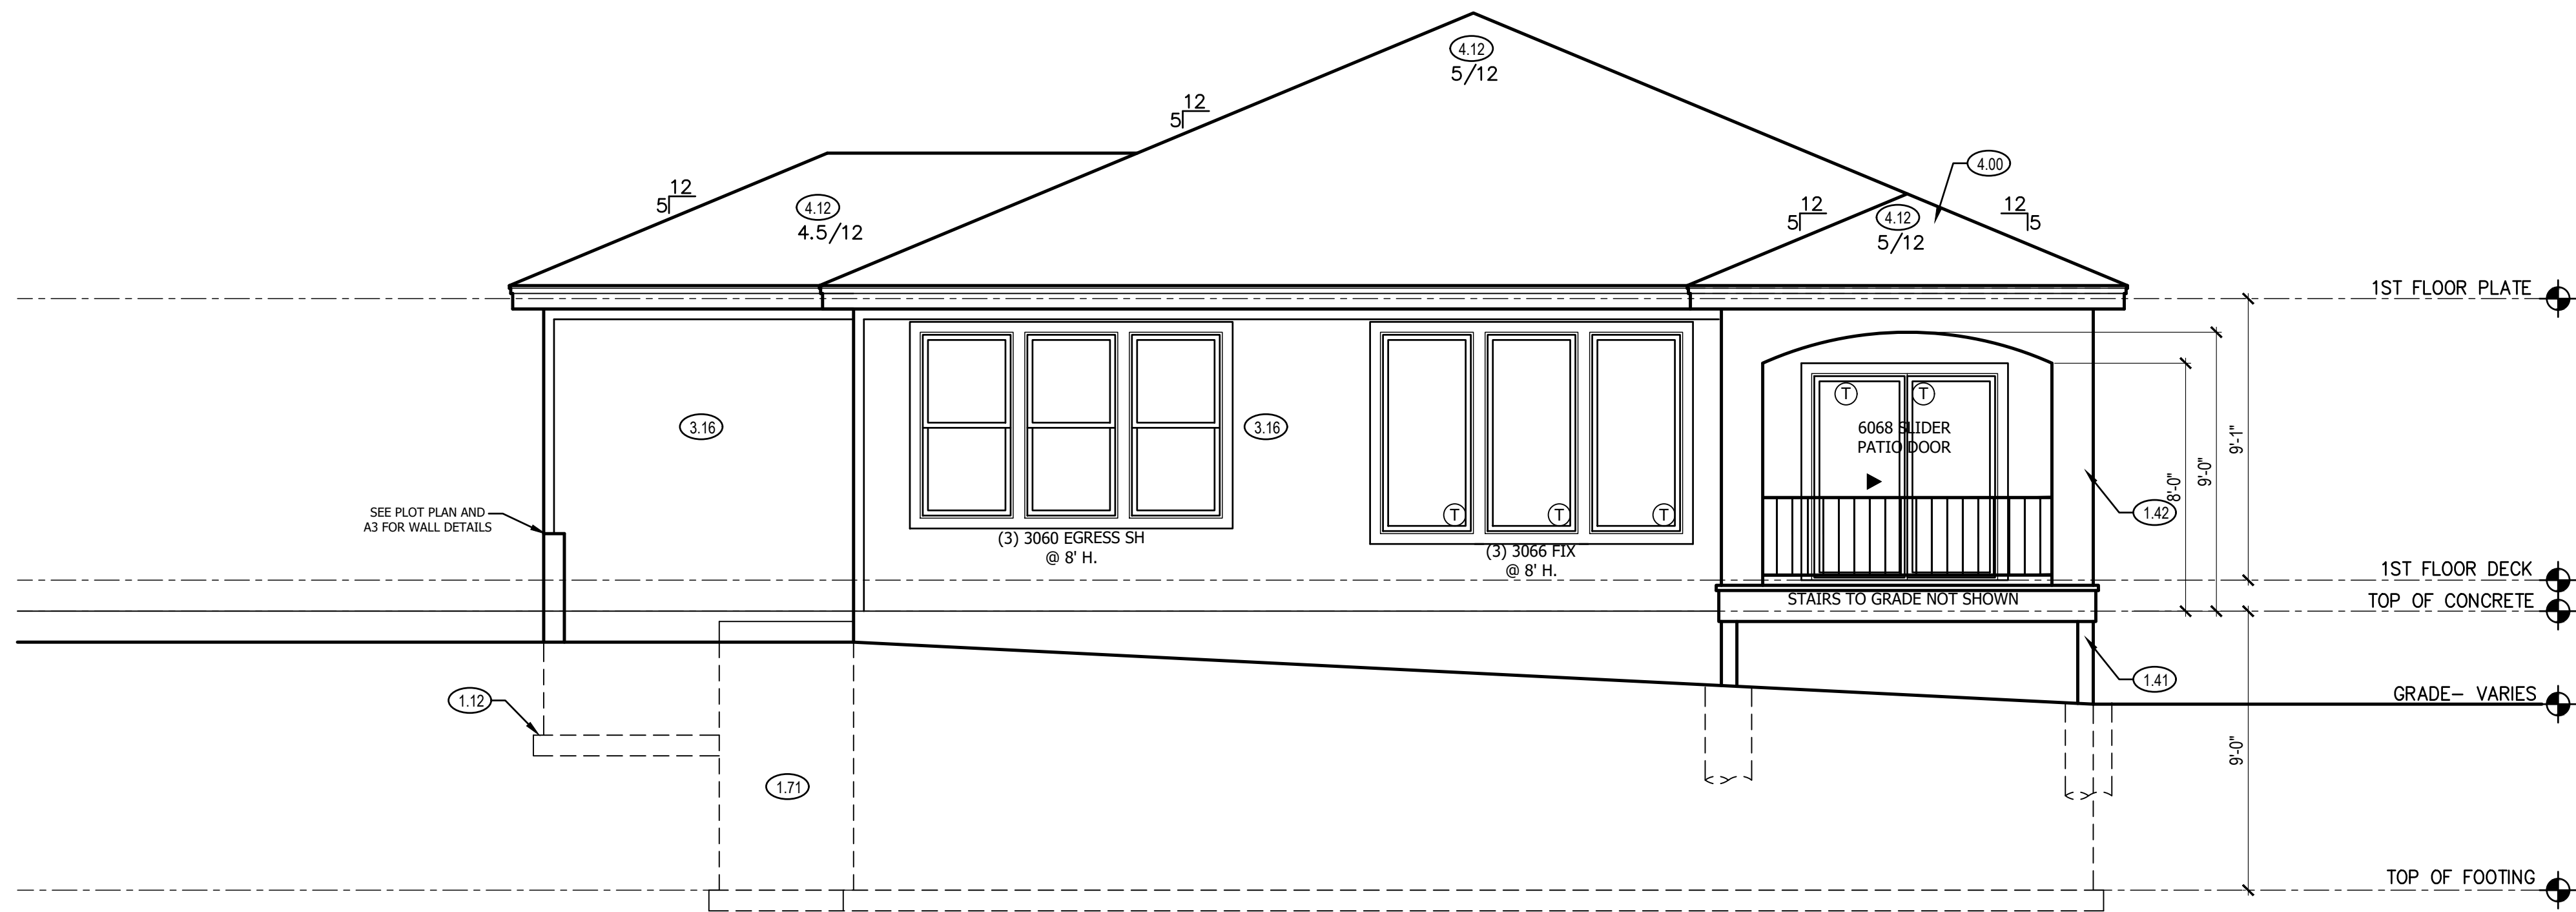 4.12
5/12
12
5
4.00
12
5
4.12
4.5/12
12
5
4.12
5/12
12
5
1ST FLOOR PLATE
T
T
3.16
3.16
6068 SLIDER
PATIO DOOR
9'-1"
9'-0"
8'-0"
SEE PLOT PLAN AND
A3 FOR WALL DETAILS
T
T
T
1.42
(3) 3060 EGRESS SH
@ 8' H.
(3) 3066 FIX
@ 8' H.
1ST FLOOR DECK
STAIRS TO GRADE NOT SHOWN
TOP OF CONCRETE
1.41
1.12
GRADE- VARIES
9'-0"
1.71
TOP OF FOOTING